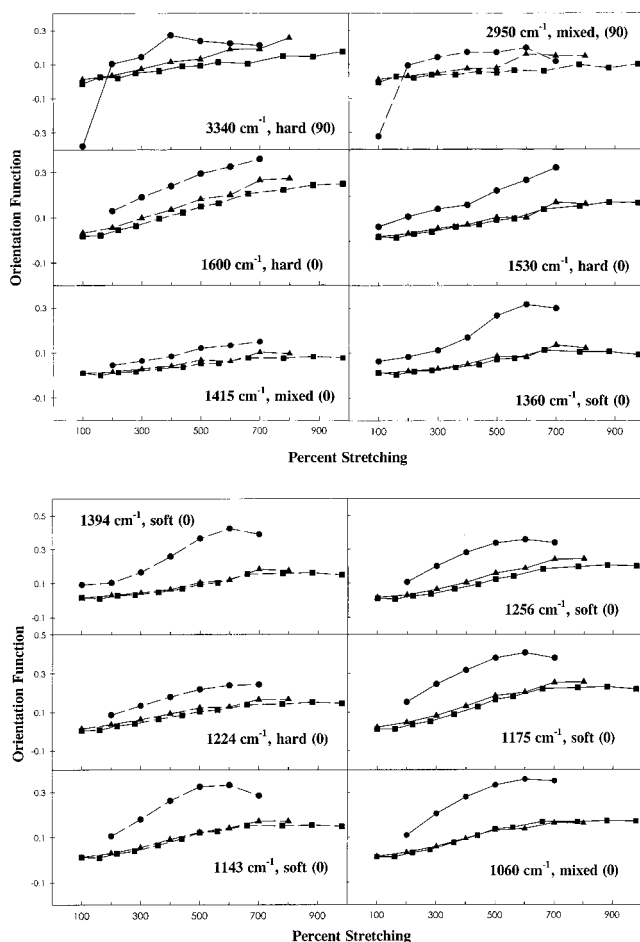 0.3
0.1
0.1
0.3
3340 cm-1, hard (90)
2950 cm-1, mixed, (90)
0.3
0.1
-0.1
1600 cm-1, hard (0)
1530 cm-1, hard (0)
0.3
0.1
-0.1
1415 cm-1, mixed (0)
1360 cm-1, soft (0)
Orientation Function
100 300 500 700 900
100 300 500 700 900
Percent Stretching
0.5
0.3
0.1
-0.1
1394 cm-1, soft (0)
1256 cm-1, soft (0)
0.5
0.3
0.1
-0.1
1224 cm-1, hard (0)
1175 cm-1, soft (0)
0.3
0.1
-0.1
1143 cm-1, soft (0)
1060 cm-1, mixed (0)
Orientation Function
100 300 500 700 900
100 300 500 700 900
Percent Stretching